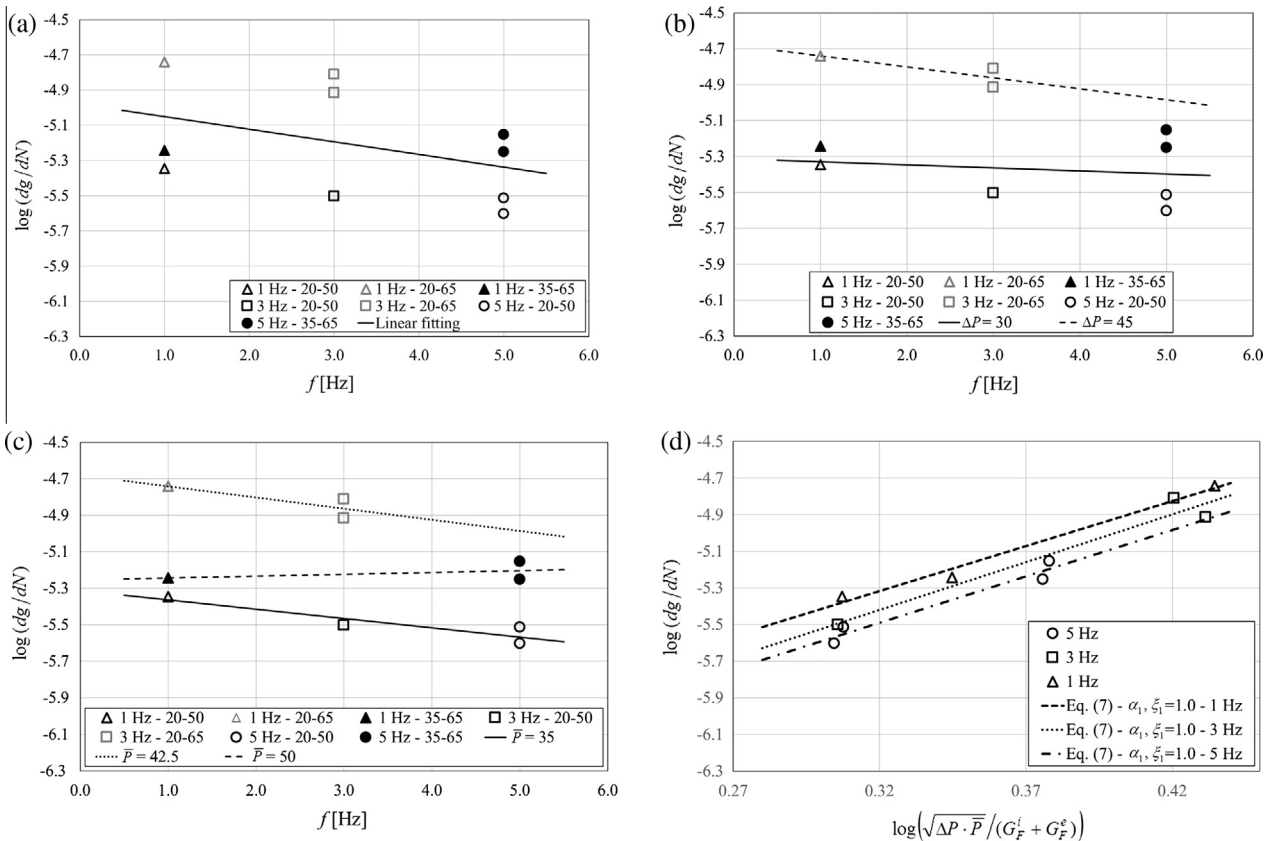 (a)
-4.5
-4.7
-4.9
-5.1
-5.3
-5.5
-5.7
-5.9
-6.1
-6.3
log (dg/dN)
0.0 1.0 2.0 3.0 4.0 5.0 6.0
f [Hz]
1 Hz - 20-50 1 Hz - 20-65 1 Hz - 35-65
3 Hz - 20-50 3 Hz - 20-65 5 Hz - 20-50
5 Hz - 35-65 Linear fitting
(b)
-4.5
-4.7
-4.9
-5.1
-5.3
-5.5
-5.7
-5.9
-6.1
-6.3
log (dg/dN)
0.0 1.0 2.0 3.0 4.0 5.0 6.0
f [Hz]
1 Hz - 20-50 1 Hz - 20-65 1 Hz - 35-65
3 Hz - 20-50 3 Hz - 20-65 5 Hz - 20-50
5 Hz - 35-65 ΔP = 30 ΔP = 45
(c)
-4.5
-4.7
-4.9
-5.1
-5.3
-5.5
-5.7
-5.9
-6.1
-6.3
log (dg/dN)
0.0 1.0 2.0 3.0 4.0 5.0 6.0
f [Hz]
1 Hz - 20-50 1 Hz - 20-65 1 Hz - 35-65 3 Hz - 20-50
3 Hz - 20-65 5 Hz - 20-50 5 Hz - 35-65 P̅ = 35
P̅ = 42.5 P̅ = 50
(d)
-4.5
-4.7
-4.9
-5.1
-5.3
-5.5
-5.7
-5.9
-6.1
-6.3
log (dg/dN)
0.27 0.32 0.37 0.42
log(√ΔP · P̅/(G_F^i + G_F^e))
5 Hz
3 Hz
1 Hz
Eq. (7) - α₁, ξ₁=1.0 - 1 Hz
Eq. (7) - α₁, ξ₁=1.0 - 3 Hz
Eq. (7) - α₁, ξ₁=1.0 - 5 Hz